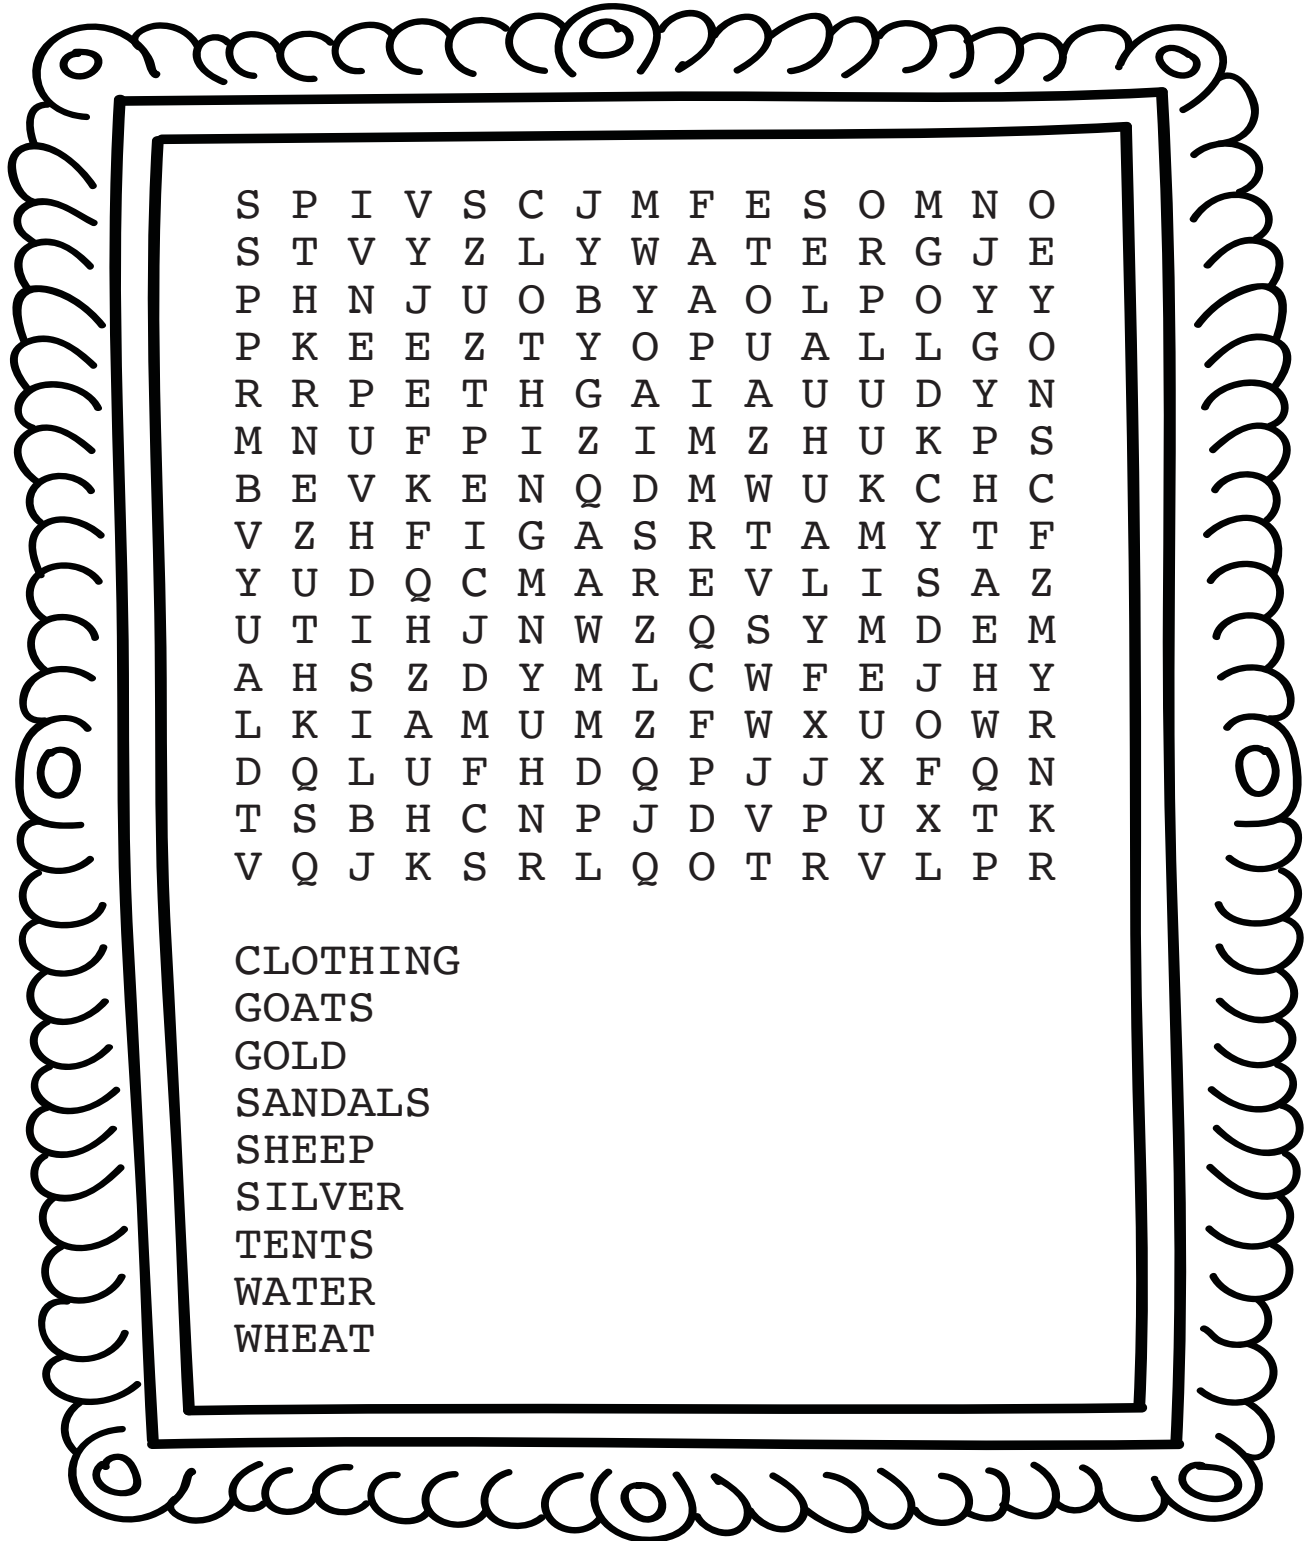 S P I V S C J M F E S O M N O
S T V Y Z L Y W A T E R G J E
P H N J U O B Y A O L P O Y Y
P K E E Z T Y O P U A L L G O
R R P E T H G A I A U U D Y N
M N U F P I Z I M Z H U K P S
B E V K E N Q D M W U K C H C
V Z H F I G A S R T A M Y T F
Y U D Q C M A R E V L I S A Z
U T I H J N W Z Q S Y M D E M
A H S Z D Y M L C W F E J H Y
L K I A M U M Z F W X U O W R
D Q L U F H D Q P J J X F Q N
T S B H C N P J D V P U X T K
V Q J K S R L Q O T R V L P R
CLOTHING
GOATS
GOLD
SANDALS
SHEEP
SILVER
TENTS
WATER
WHEAT